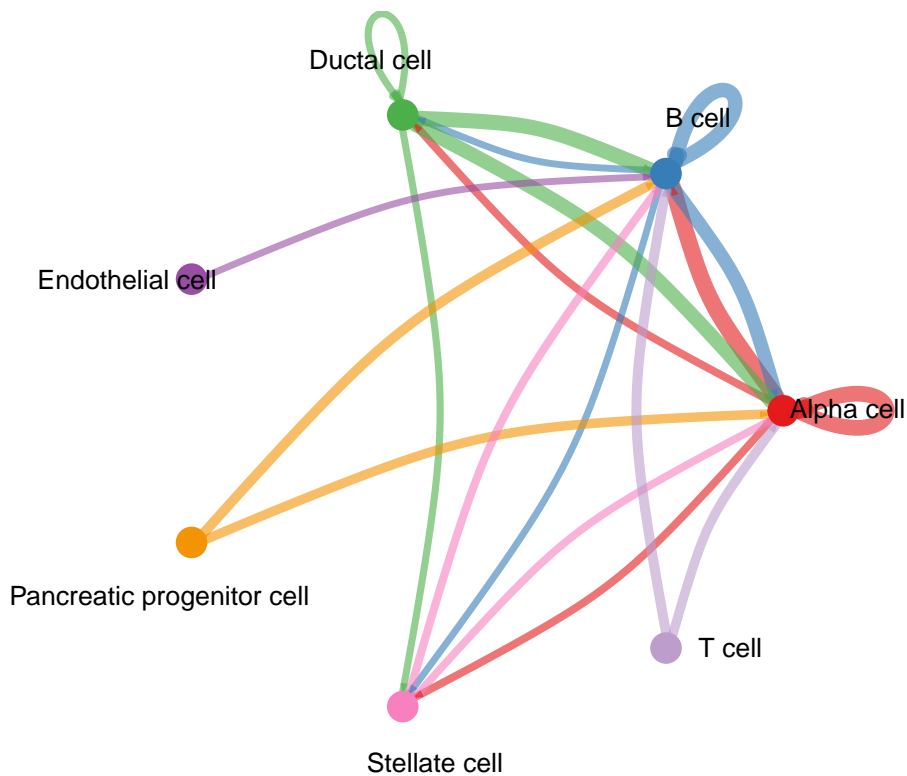 Ductal cell
B cell
Endothelial cell
Alpha cell
Pancreatic progenitor cell
T cell
Stellate cell